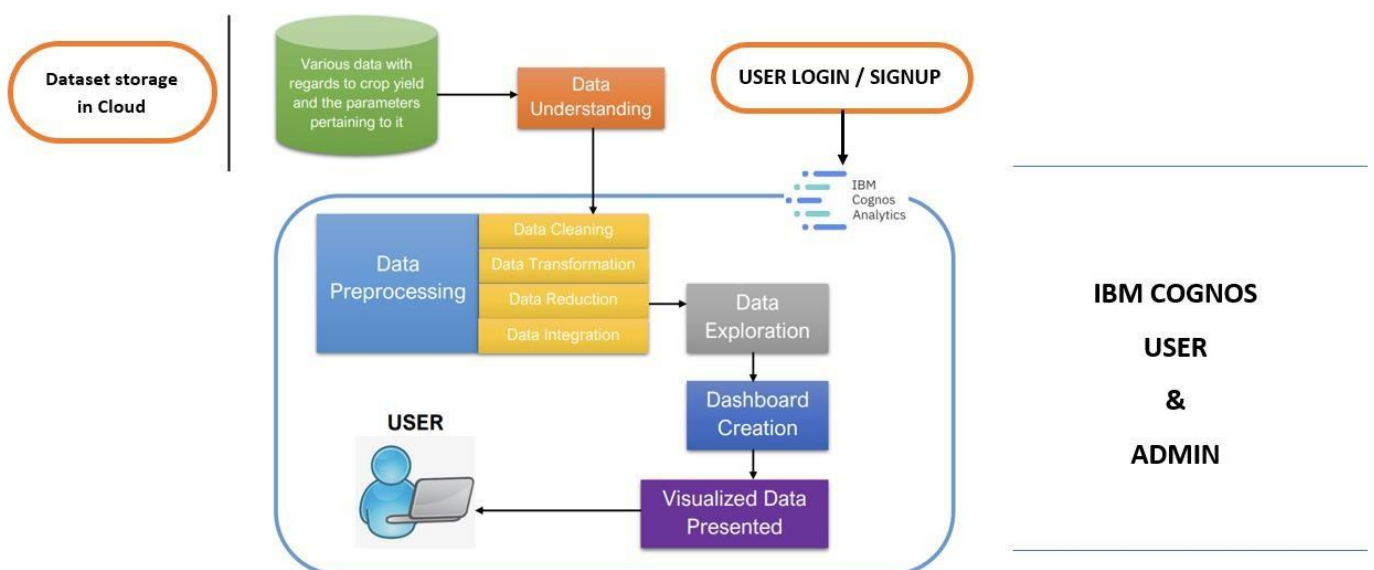 Dataset storage
in Cloud
Various data with
regards to crop yield
and the parameters
pertaining to it
Data
Understanding
USER LOGIN / SIGNUP
IBM
Cognos
Analytics
Data
Preprocessing
Data Cleaning
Data Transformation
Data Reduction
Data Integration
Data
Exploration
Dashboard
Creation
Visualized Data
Presented
USER
IBM COGNOS
USER
&
ADMIN